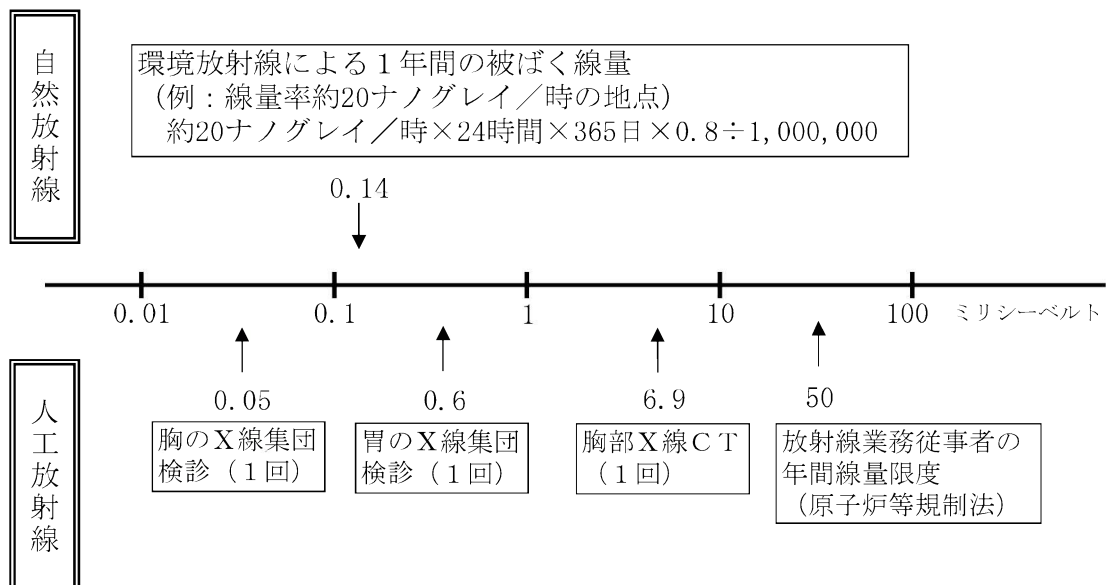 自然放射線
環境放射線による１年間の被ばく線量
（例：線量率約20ナノグレイ／時の地点）
約20ナノグレイ／時×24時間×365日×0.8÷1,000,000
0.14
0.01
0.1
1
10
100
ミリシーベルト
人工放射線
0.05
胸のＸ線集団
検診（１回）
0.6
胃のＸ線集団
検診（１回）
6.9
胸部Ｘ線ＣＴ
（１回）
50
放射線業務従事者の
年間線量限度
（原子炉等規制法）